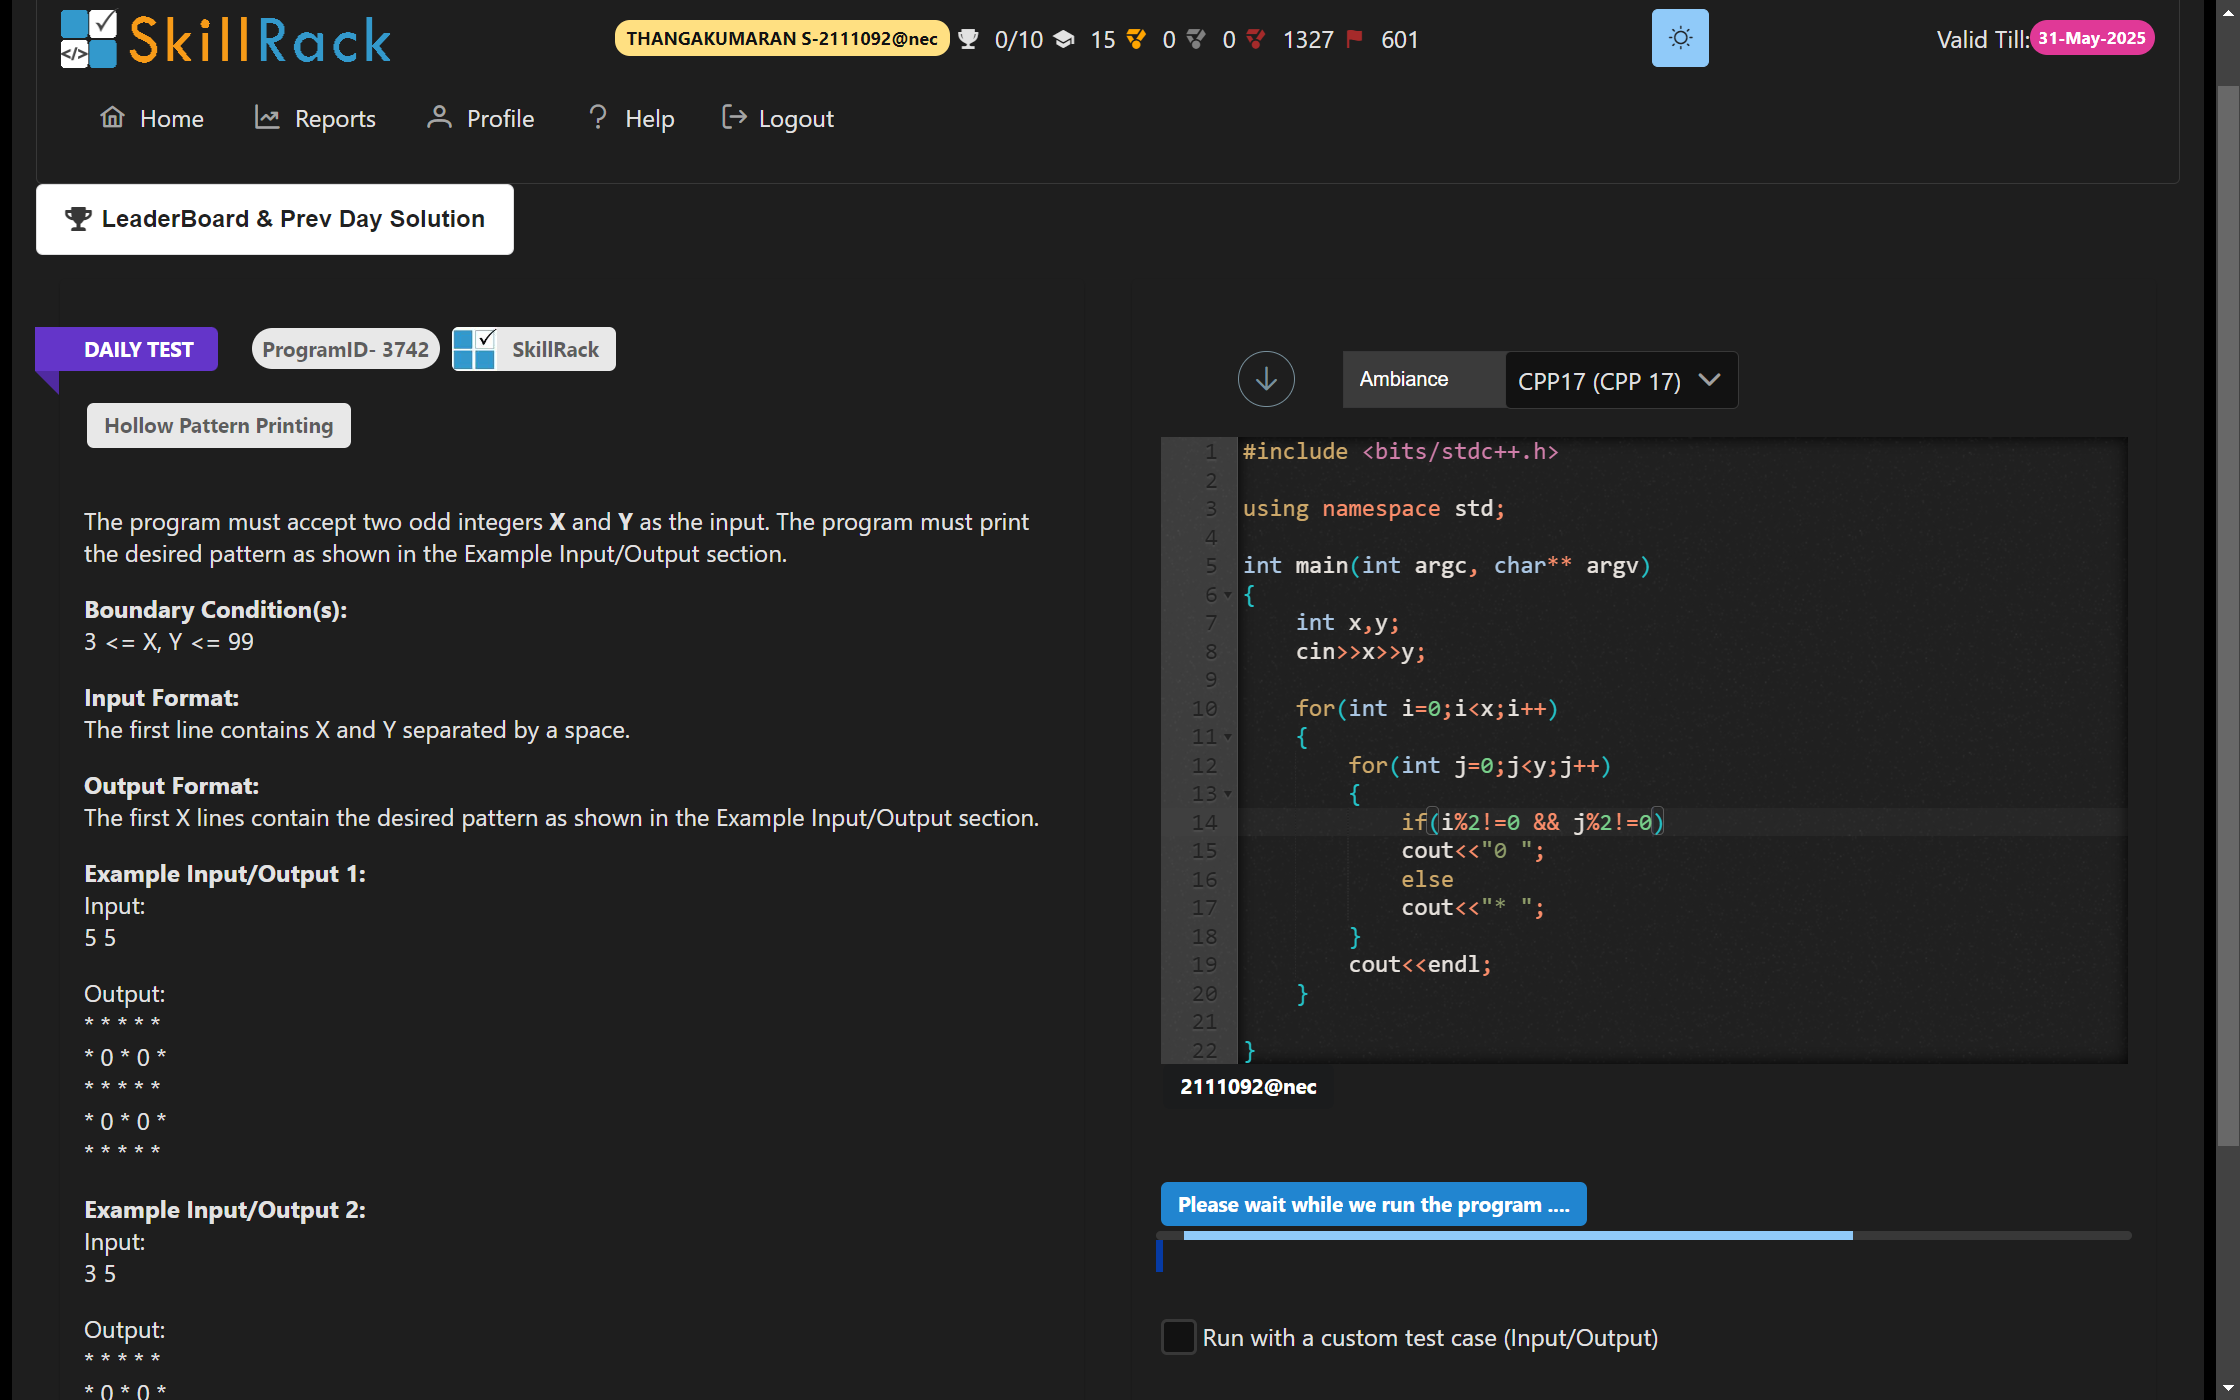 SkillRack
THANGAKUMARAN S-2111092@nec 0/10 15 0 0 1327 601
Valid Till: 31-May-2025
Home Reports Profile Help Logout
LeaderBoard & Prev Day Solution
DAILY TEST ProgramID- 3742 SkillRack
Hollow Pattern Printing
The program must accept two odd integers X and Y as the input. The program must print
the desired pattern as shown in the Example Input/Output section.
Boundary Condition(s):
3 <= X, Y <= 99
Input Format:
The first line contains X and Y separated by a space.
Output Format:
The first X lines contain the desired pattern as shown in the Example Input/Output section.
Example Input/Output 1:
Input:
5 5
Output:
* * * * *
* 0 * 0 *
* * * * *
* 0 * 0 *
* * * * *
Example Input/Output 2:
Input:
3 5
Output:
* * * * *
* 0 * 0 *
Ambiance CPP17 (CPP 17)
1 #include <bits/stdc++.h>
2
3 using namespace std;
4
5 int main(int argc, char** argv)
6 {
7 int x,y;
8 cin>>x>>y;
9
10 for(int i=0;i<x;i++)
11 {
12 for(int j=0;j<y;j++)
13 {
14 if(i%2!=0 && j%2!=0)
15 cout<<"0 ";
16 else
17 cout<<"* ";
18 }
19 cout<<endl;
20 }
21
22 }
2111092@nec
Please wait while we run the program ....
Run with a custom test case (Input/Output)